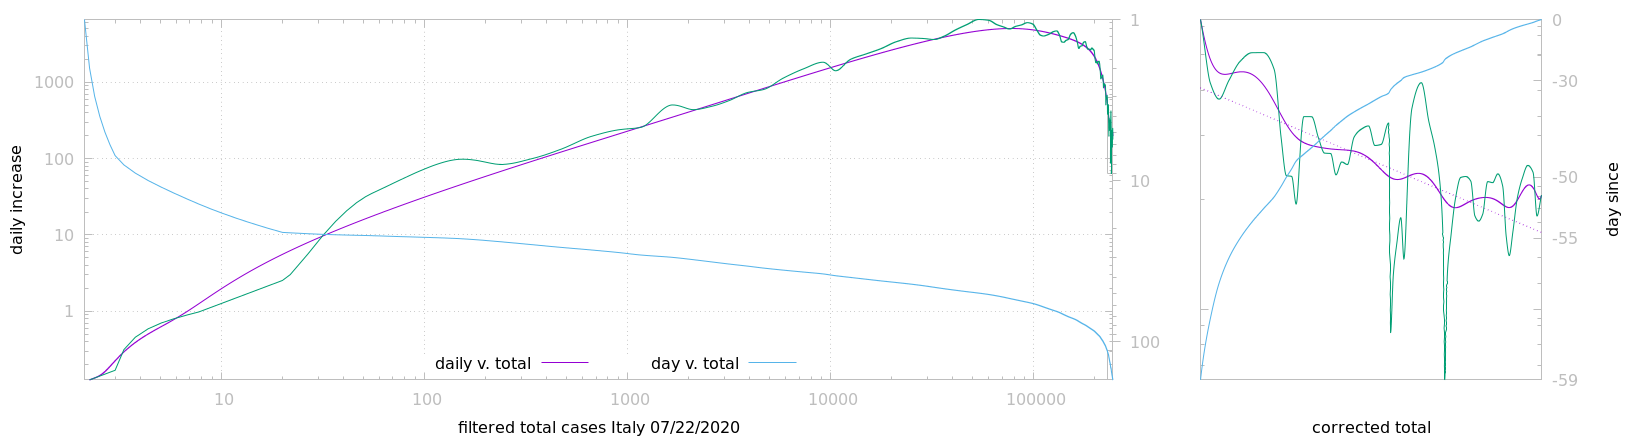 1
0
1000
-30
100
10
-50
10
-55
1
100
daily v. total
day v. total
-59
10
100
1000
10000
100000
daily increase
day since
filtered total cases Italy 07/22/2020
corrected total